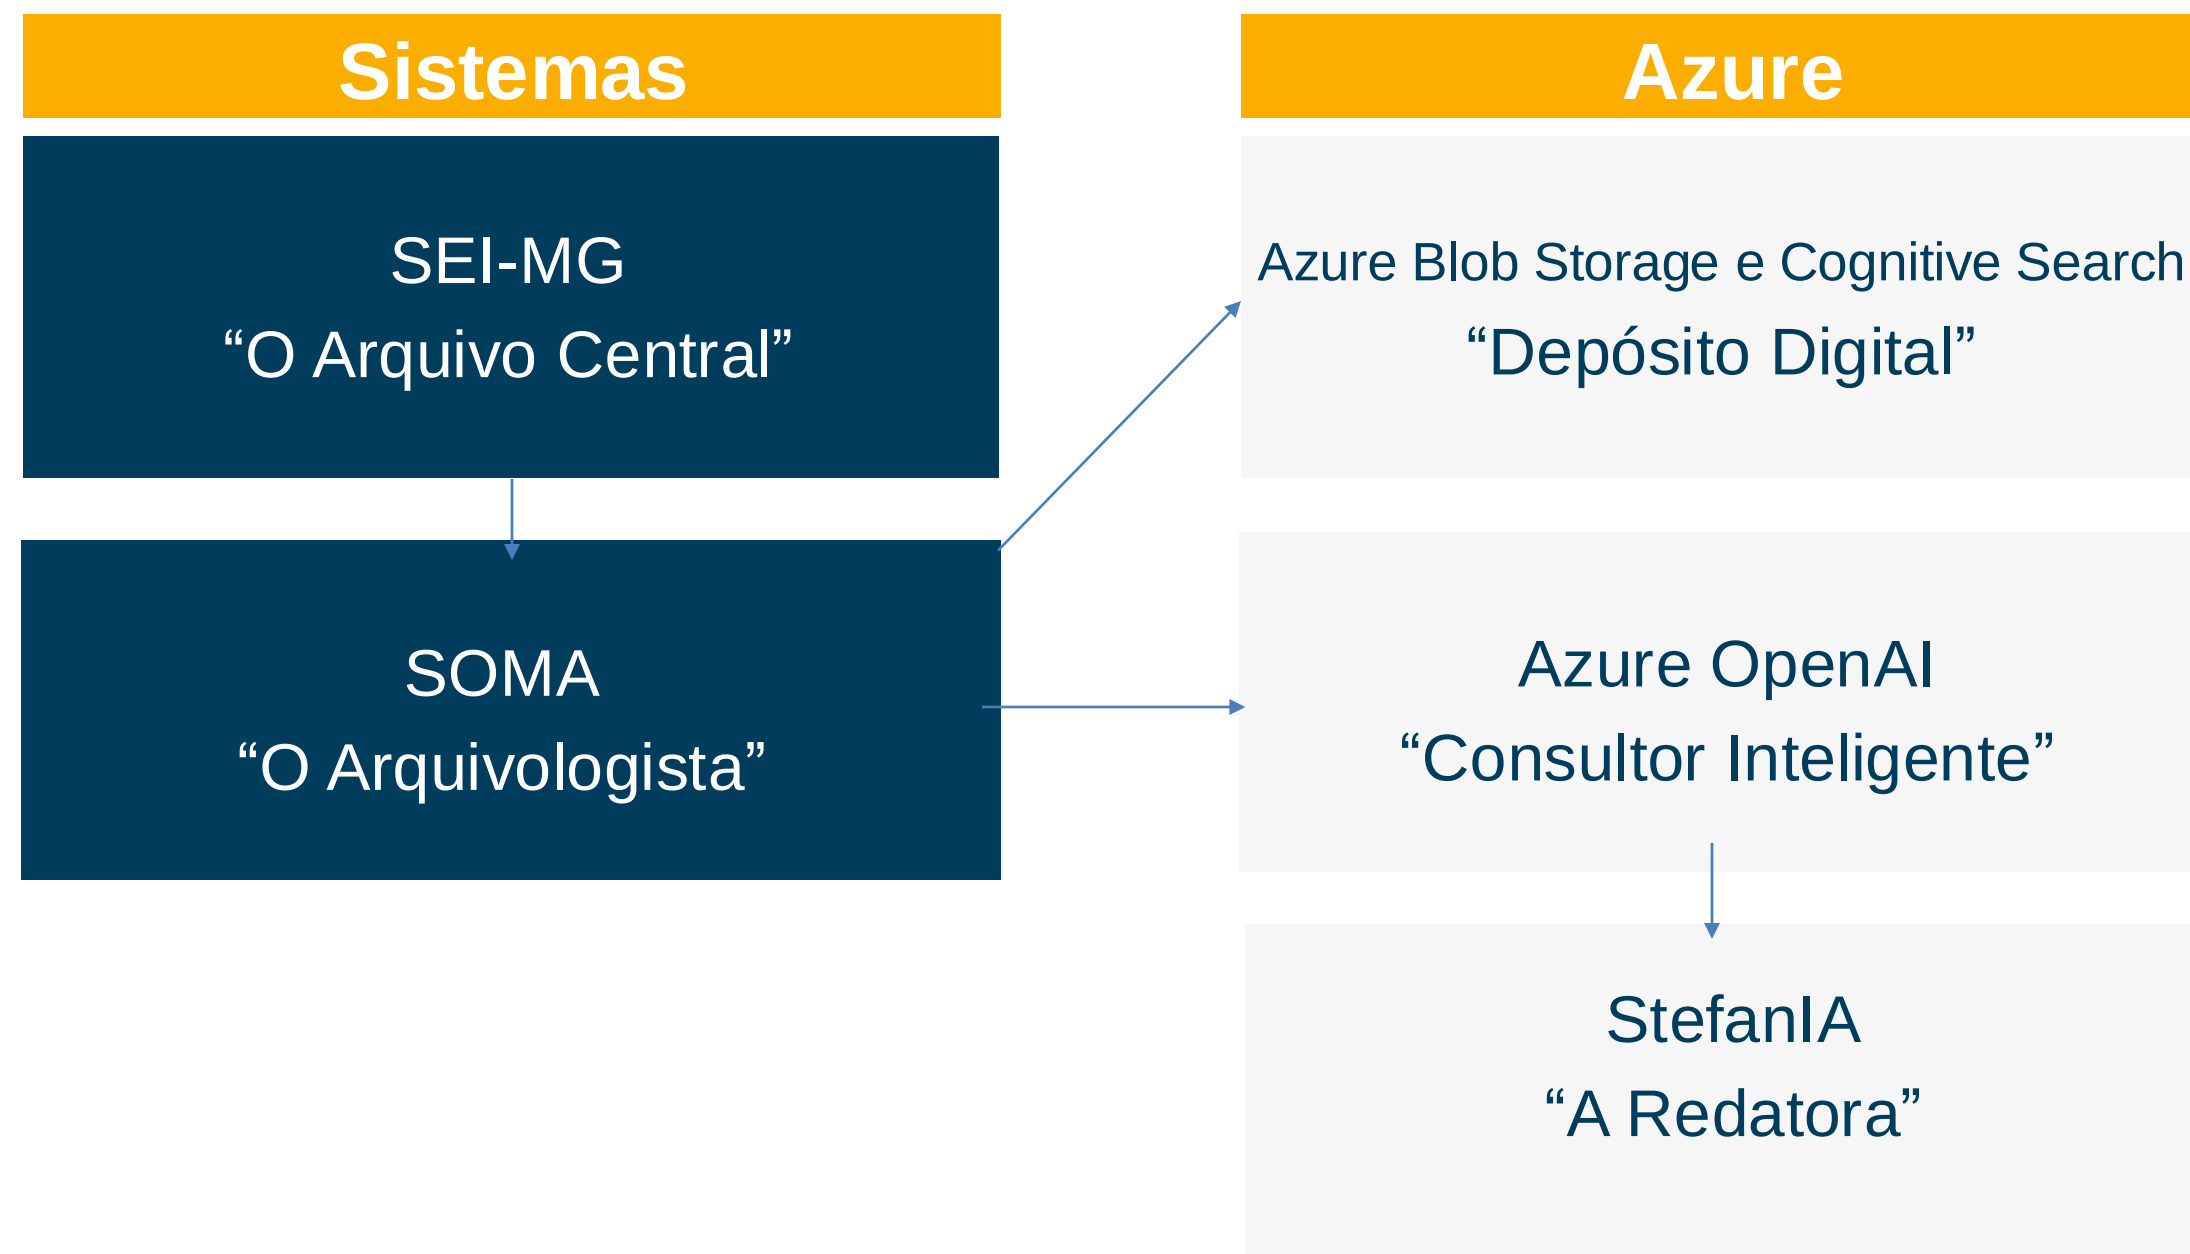 Sistemas
SEI-MG
“O Arquivo Central”
SOMA
“O Arquivologista”
Azure
Azure Blob Storage e Cognitive Search
“Depósito Digital”
Azure OpenAI
“Consultor Inteligente”
StefanIA
“A Redatora”